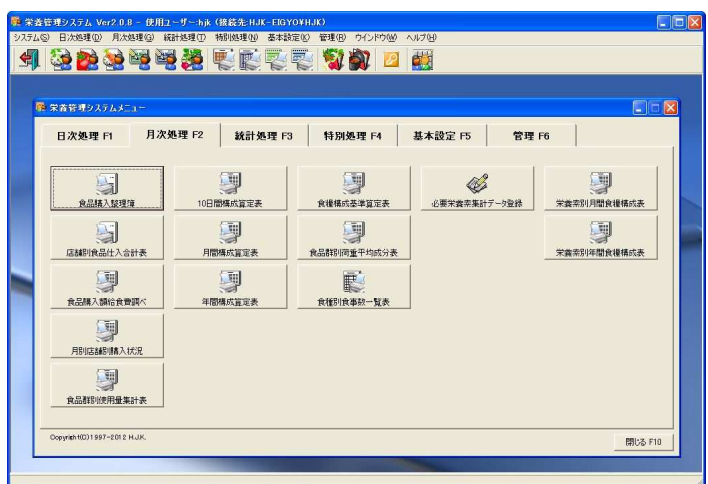 栄養管理システム Ver2.0.8 - 使用ユーザー:hjk (接続先:HJK-EIGYO¥HJK)
システム(S) 日次処理(D) 月次処理(G) 統計処理(T) 特別処理(N) 基本設定(K) 管理(R) ウインドウ(W) ヘルプ(H)
栄養管理システムメニュー
日次処理 F1 月次処理 F2 統計処理 F3 特別処理 F4 基本設定 F5 管理 F6
食品購入整理簿 10日間構成算定表 食糧構成基準算定表 必要栄養素集計データ登録 栄養素別月間食糧構成表
店舗別食品仕入合計表 月間構成算定表 食品群別荷重平均成分表 栄養素別年間食糧構成表
食品購入額給食費調べ 年間構成算定表 食種別食事数一覧表
月別店舗別購入状況
食品群別使用量集計表
Copyright(C)1997-2012 H.J.K.
閉じる F10